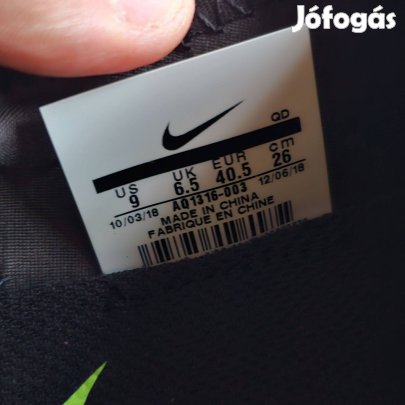 Jófogás
QD
US UK EUR cm
9 6.5 40.5 26
10/03/18 AQ1316-003 12/06/18
MADE IN CHINA
FABRIQUE EN CHINE